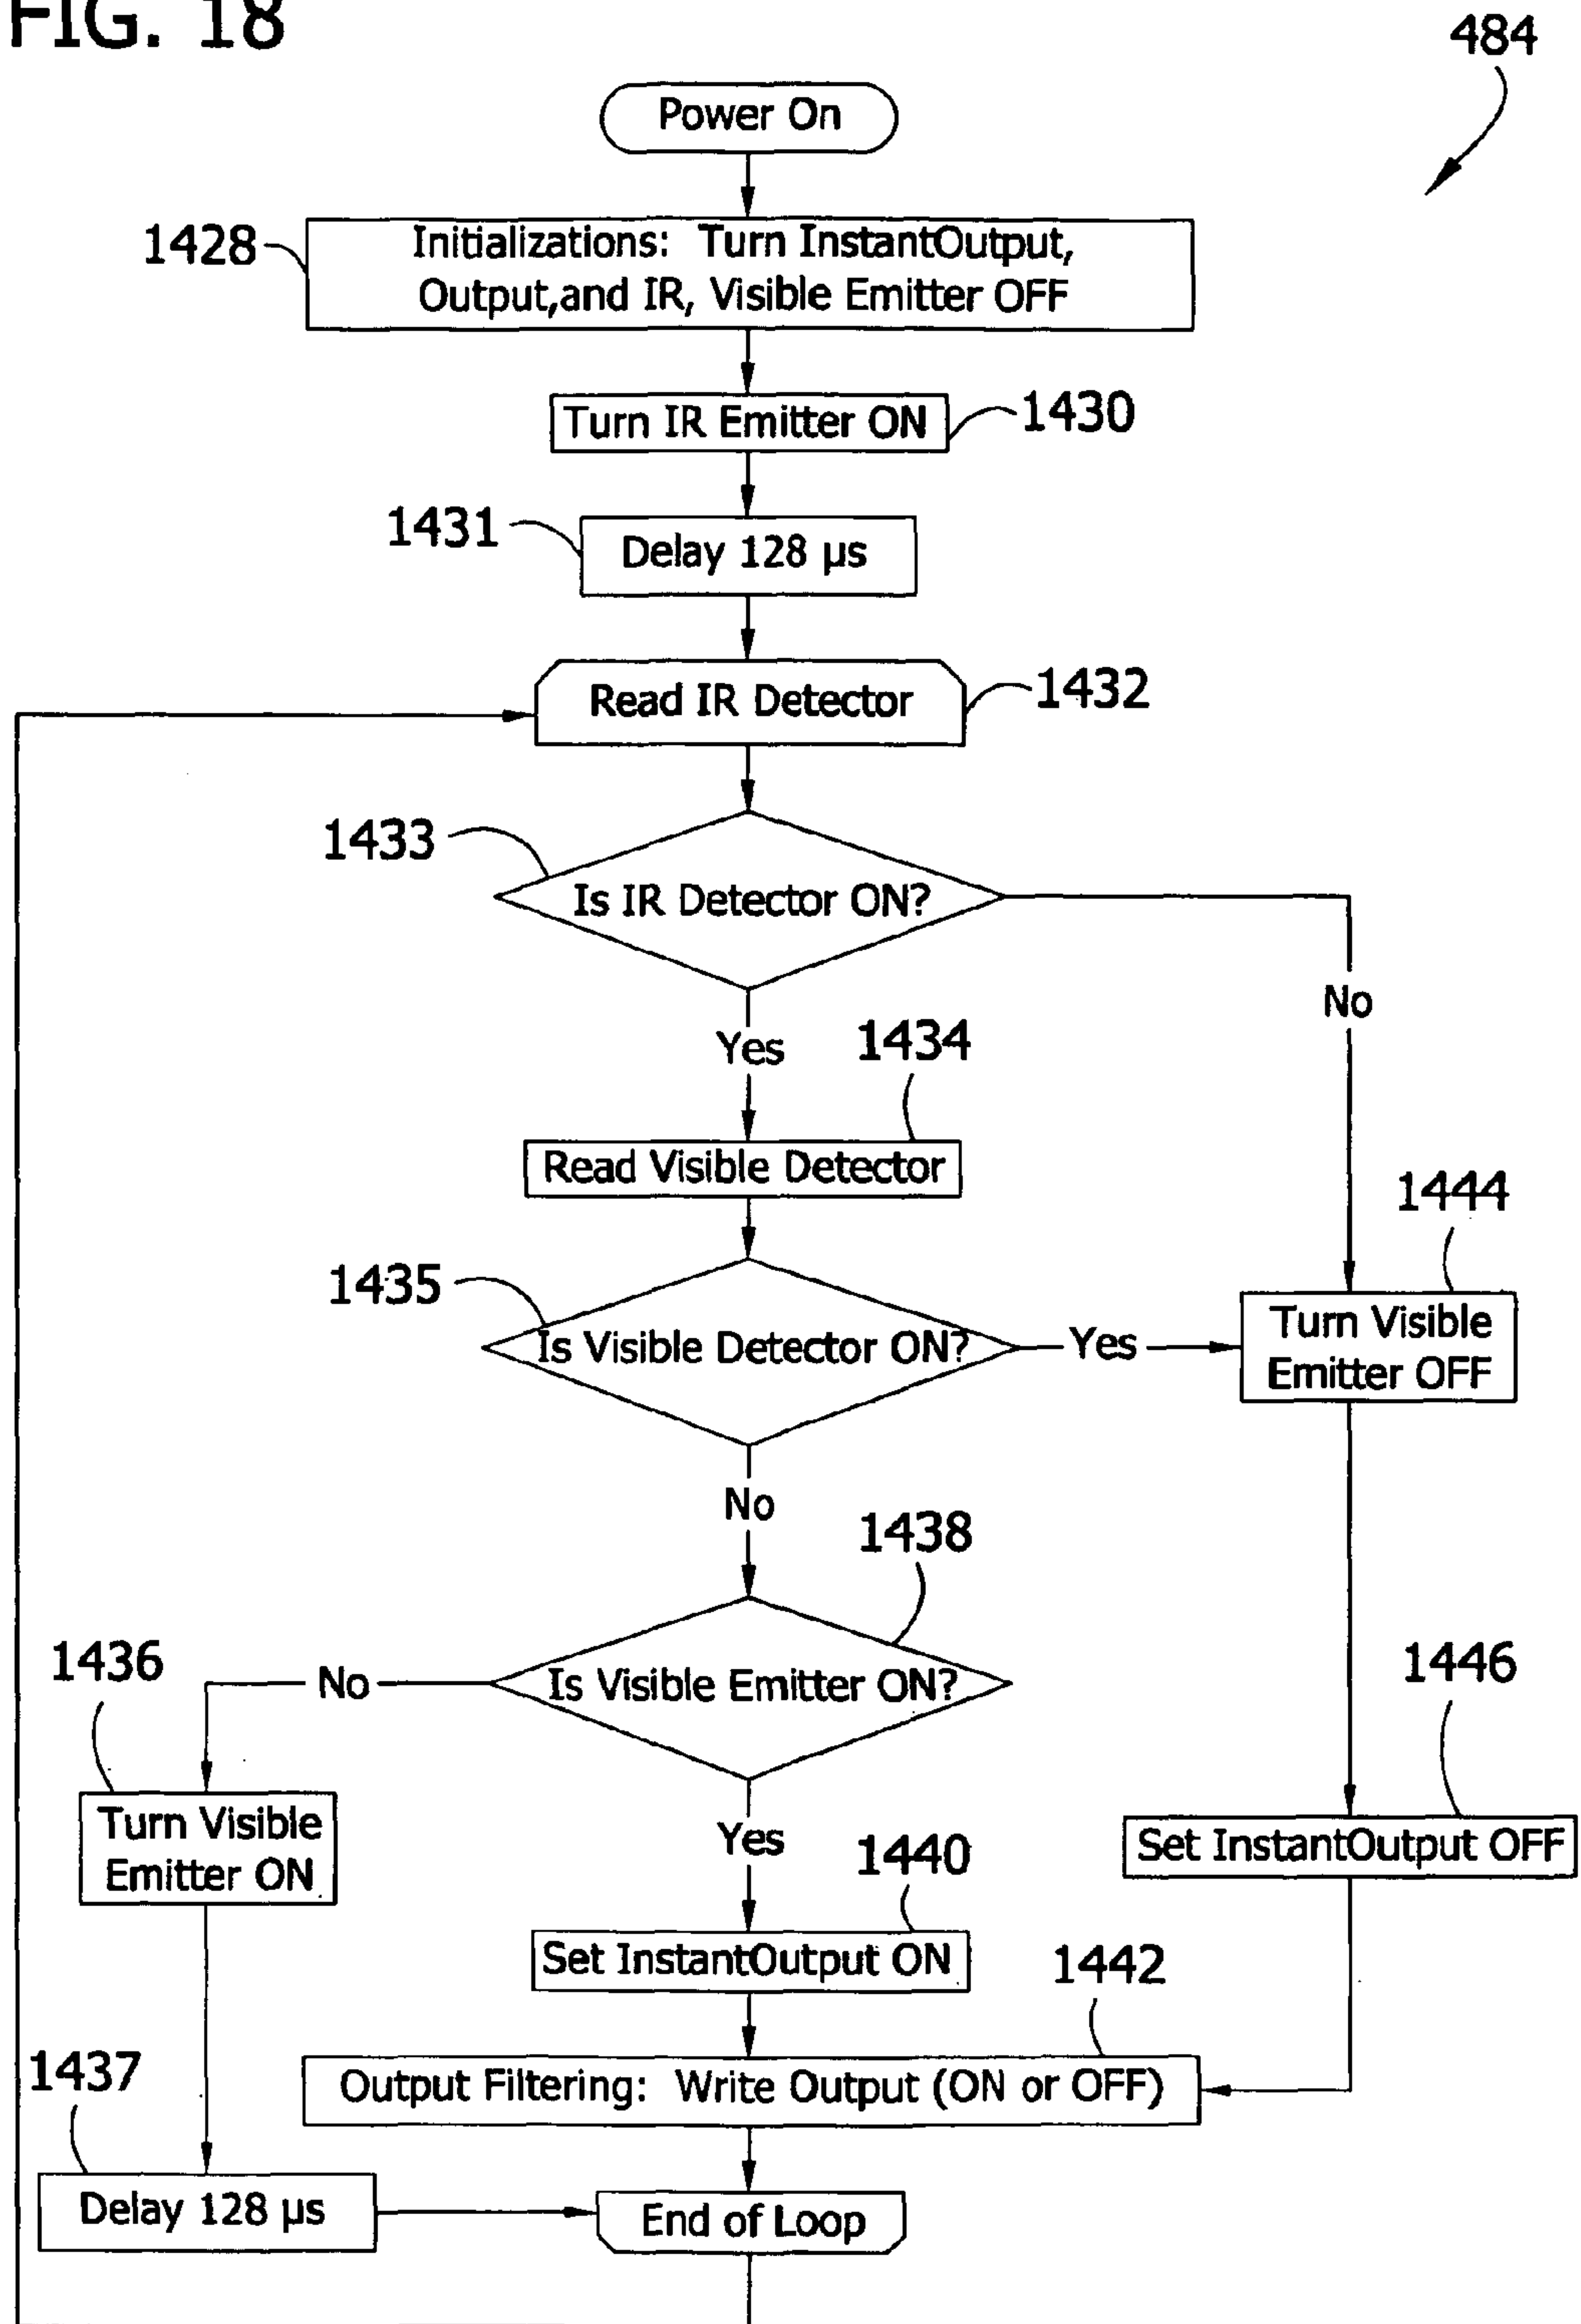 FIG. 18
484
Power On
1428
Initializations: Turn InstantOutput,
Output,and IR, Visible Emitter OFF
Turn IR Emitter ON
1430
1431
Delay 128 µs
Read IR Detector
1432
1433
Is IR Detector ON?
No
Yes
1434
Read Visible Detector
1444
1435
Is Visible Detector ON?
Yes
Turn Visible
Emitter OFF
No
1438
1436
No
Is Visible Emitter ON?
1446
Turn Visible
Emitter ON
Yes
1440
Set InstantOutput OFF
Set InstantOutput ON
1442
1437
Output Filtering: Write Output (ON or OFF)
Delay 128 µs
End of Loop